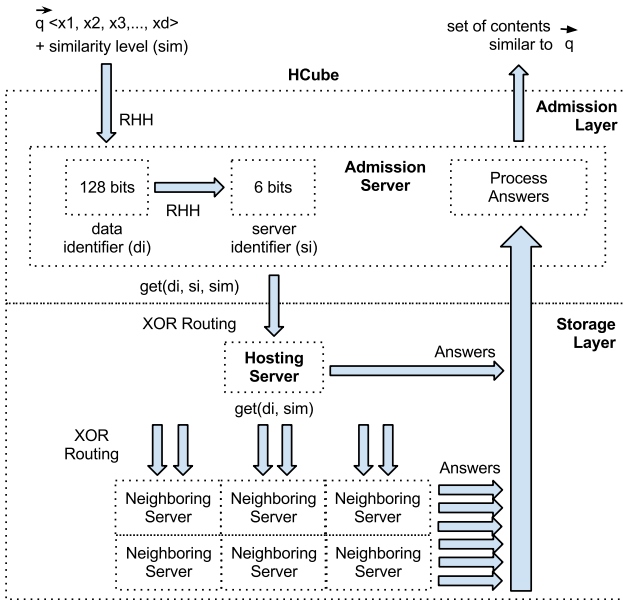 q <x1, x2, x3,..., xd>
+ similarity level (sim)
set of contents
similar to q
HCube
RHH
Admission
Layer
Admission
Server
128 bits
RHH
6 bits
Process
Answers
data
identifier (di)
server
identifier (si)
get(di, si, sim)
XOR Routing
Storage
Layer
Hosting
Server
Answers
get(di, sim)
XOR
Routing
Answers
Neighboring
Server
Neighboring
Server
Neighboring
Server
Neighboring
Server
Neighboring
Server
Neighboring
Server